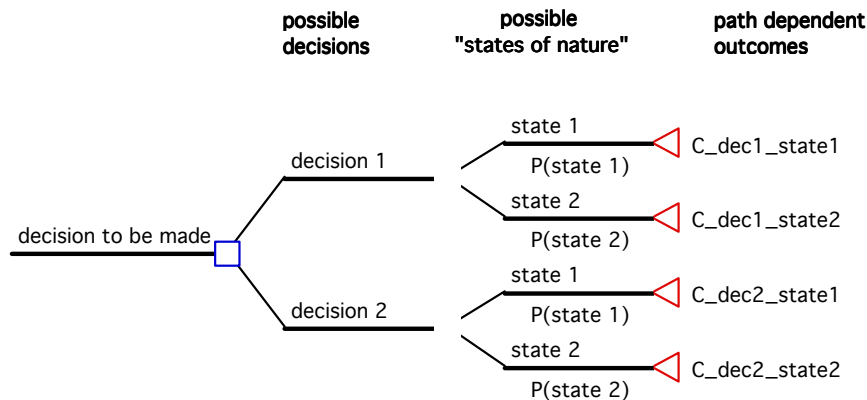 possible
decisions
possible
"states of nature"
path dependent
outcomes
state 1
C_dec1_state1
decision 1
P(state 1)
state 2
C_dec1_state2
decision to be made
P(state 2)
state 1
C_dec2_state1
decision 2
P(state 1)
state 2
C_dec2_state2
P(state 2)